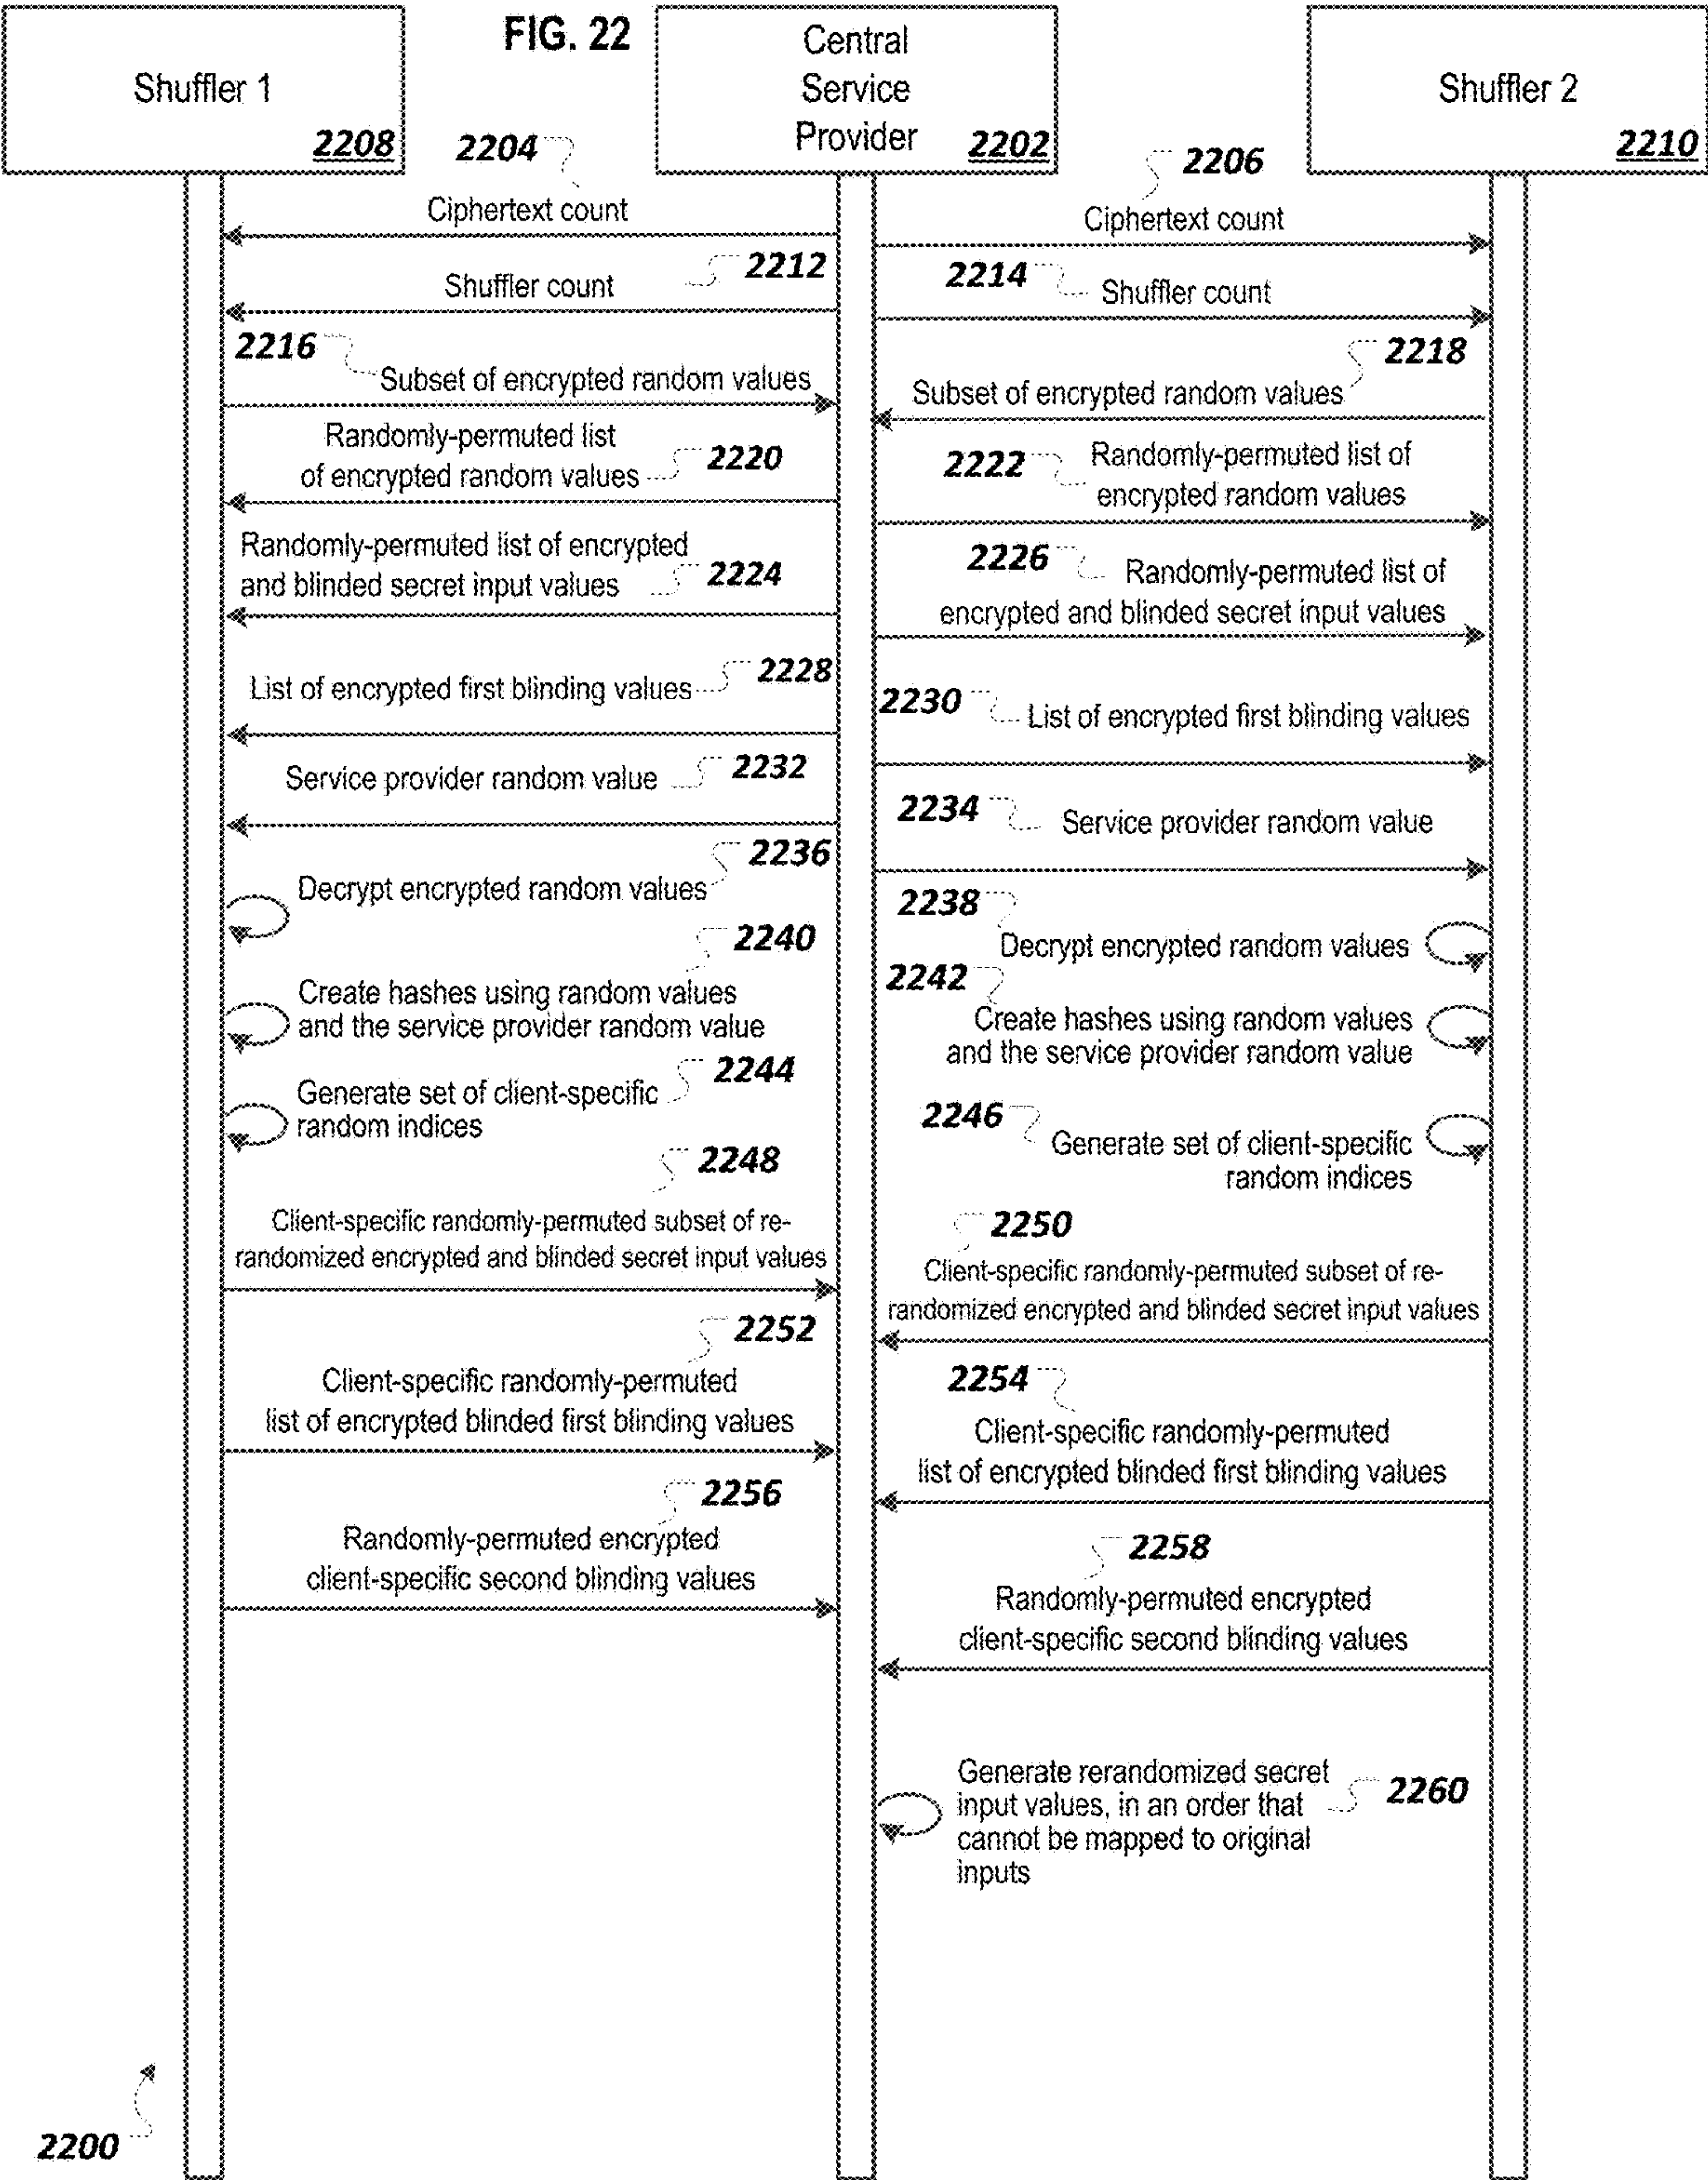 FIG. 22
Shuffler 1
2208
Central
Service
Provider
2202
Shuffler 2
2210
2204
Ciphertext count
2206
Ciphertext count
2212
Shuffler count
2214
Shuffler count
2216
Subset of encrypted random values
2218
Subset of encrypted random values
Randomly-permuted list
of encrypted random values
2220
2222
Randomly-permuted list of
encrypted random values
Randomly-permuted list of encrypted
and blinded secret input values
2224
2226
Randomly-permuted list of
encrypted and blinded secret input values
2228
List of encrypted first blinding values
2230
List of encrypted first blinding values
Service provider random value
2232
2234
Service provider random value
2236
Decrypt encrypted random values
2238
Decrypt encrypted random values
2240
Create hashes using random values
and the service provider random value
2242
Create hashes using random values
and the service provider random value
2244
Generate set of client-specific
random indices
2246
Generate set of client-specific
random indices
2248
Client-specific randomly-permuted subset of re-
randomized encrypted and blinded secret input values
2250
Client-specific randomly-permuted subset of re-
randomized encrypted and blinded secret input values
2252
Client-specific randomly-permuted
list of encrypted blinded first blinding values
2254
Client-specific randomly-permuted
list of encrypted blinded first blinding values
2256
Randomly-permuted encrypted
client-specific second blinding values
2258
Randomly-permuted encrypted
client-specific second blinding values
Generate rerandomized secret
input values, in an order that
cannot be mapped to original
inputs
2260
2200